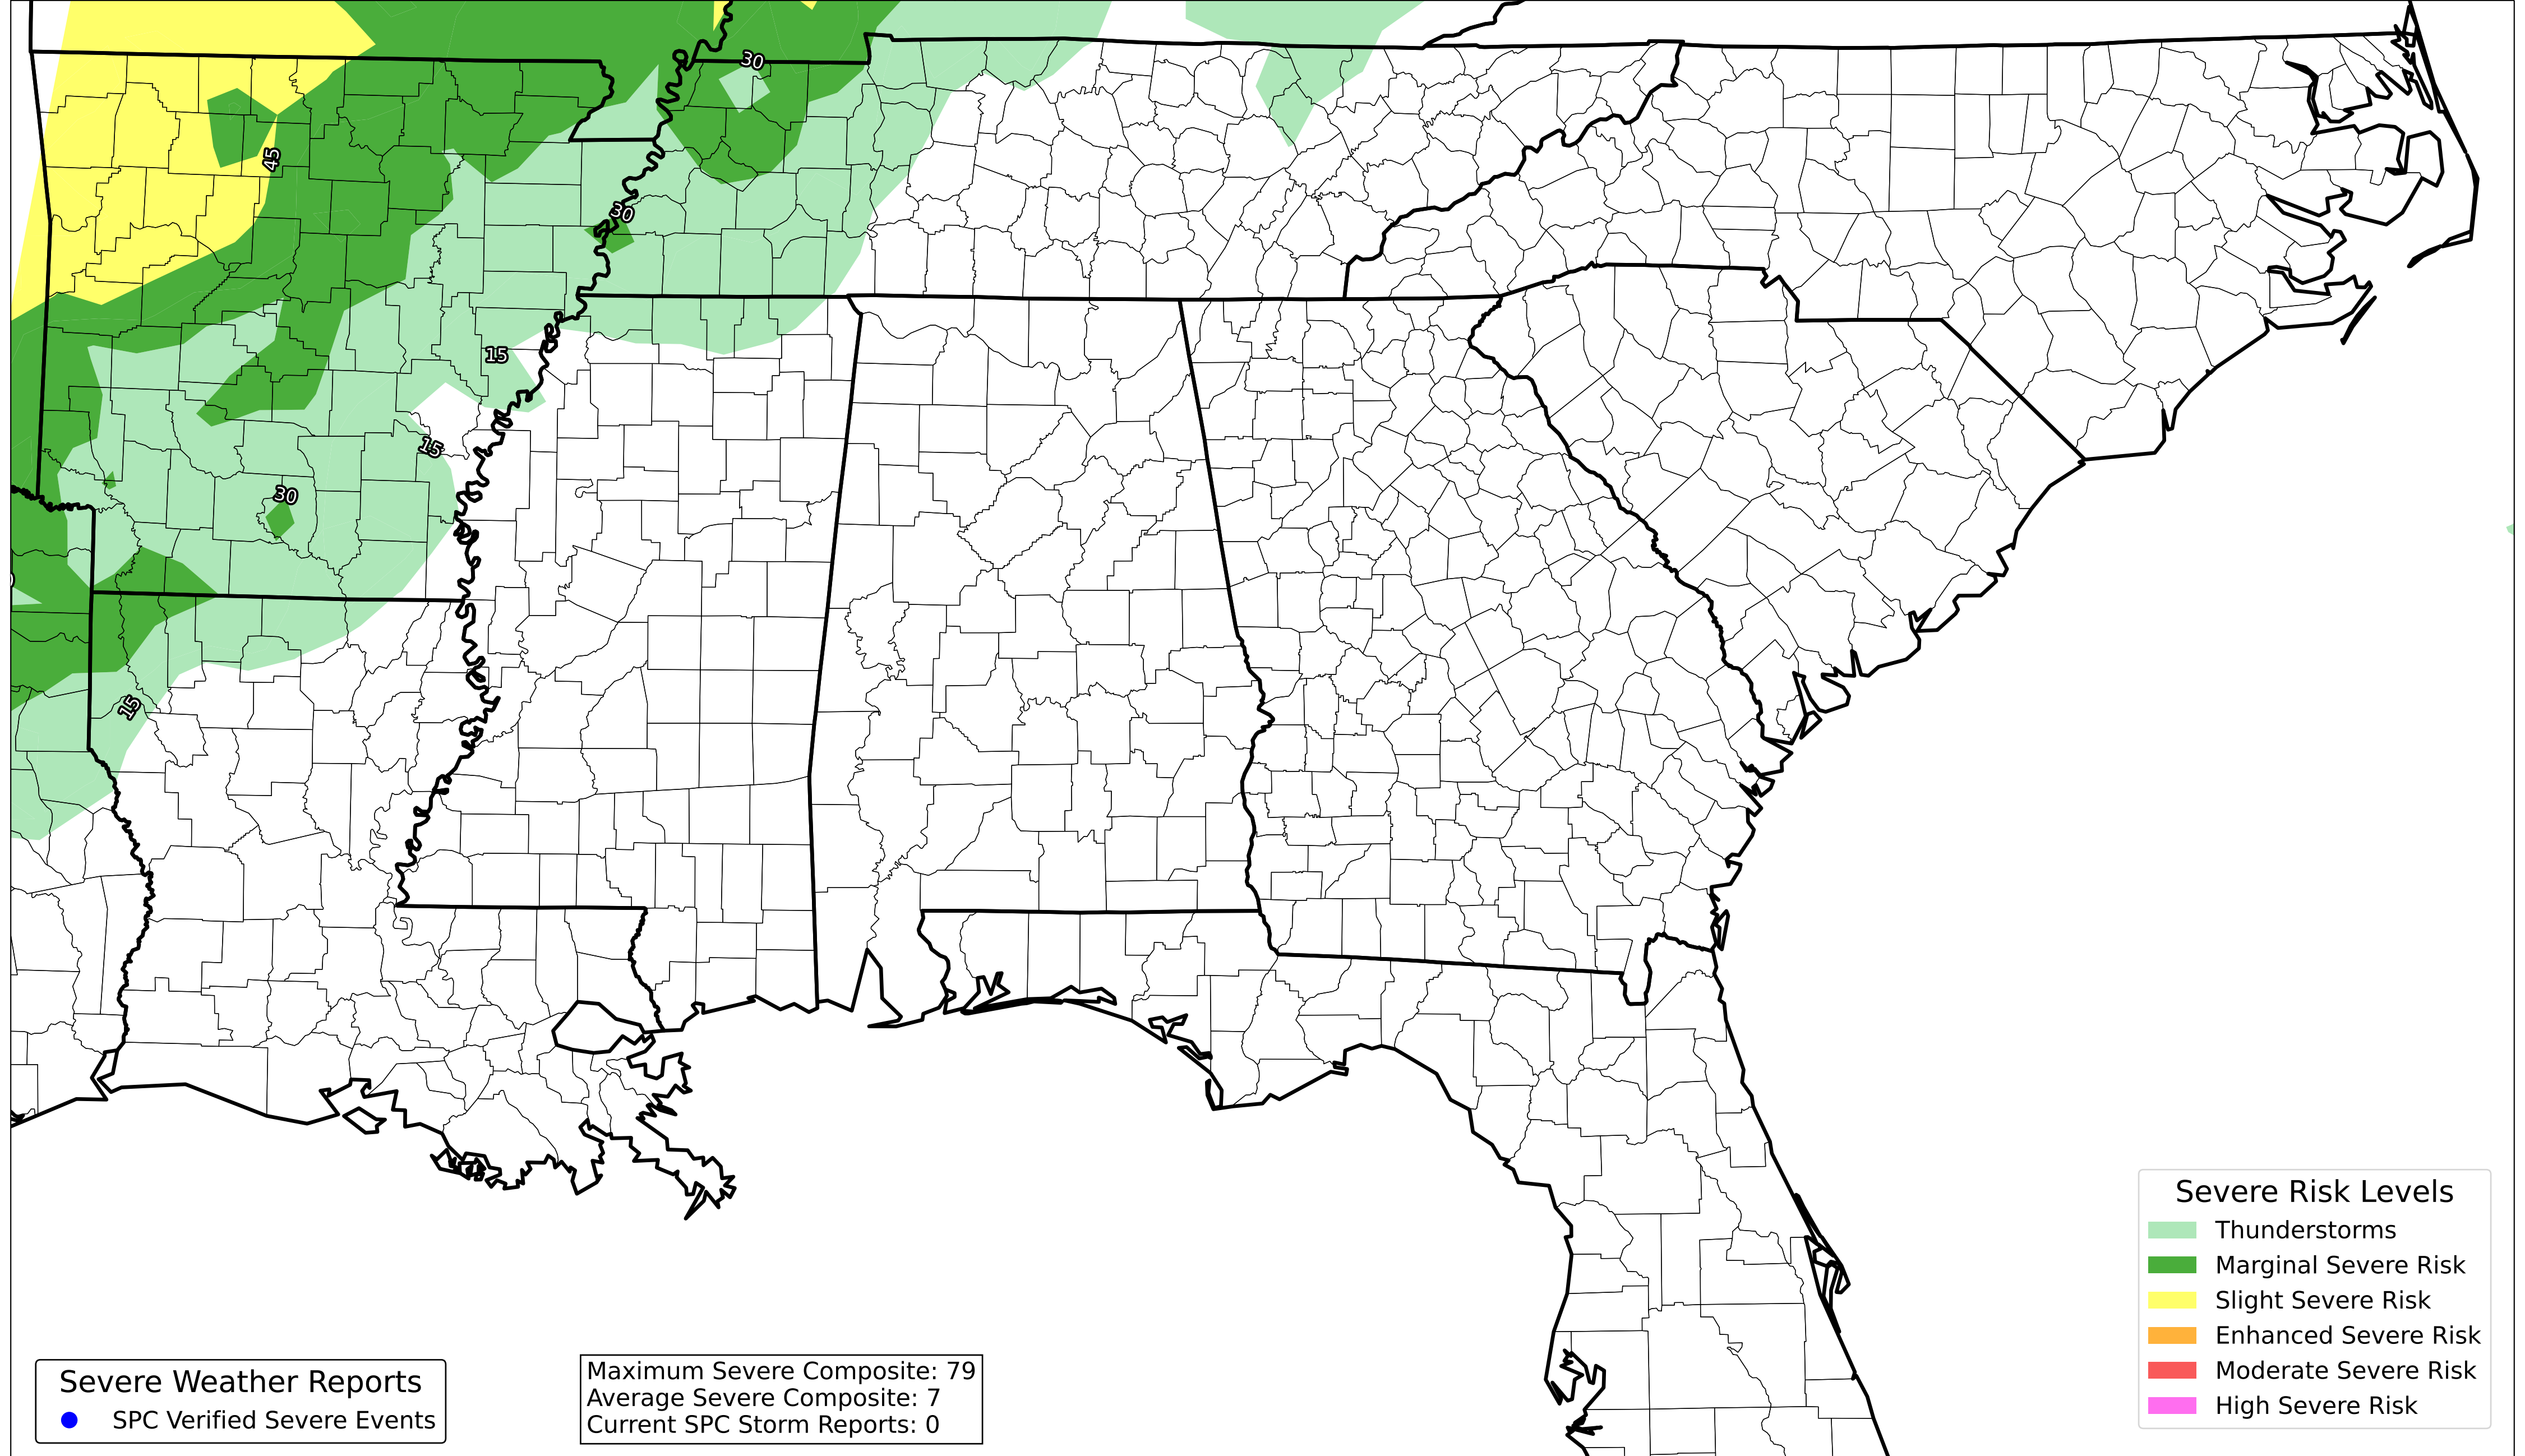 30
45
30
15
15
30
15
Severe Risk Levels
Thunderstorms
Marginal Severe Risk
Slight Severe Risk
Enhanced Severe Risk
Moderate Severe Risk
High Severe Risk
Severe Weather Reports
SPC Verified Severe Events
Maximum Severe Composite: 79
Average Severe Composite: 7
Current SPC Storm Reports: 0